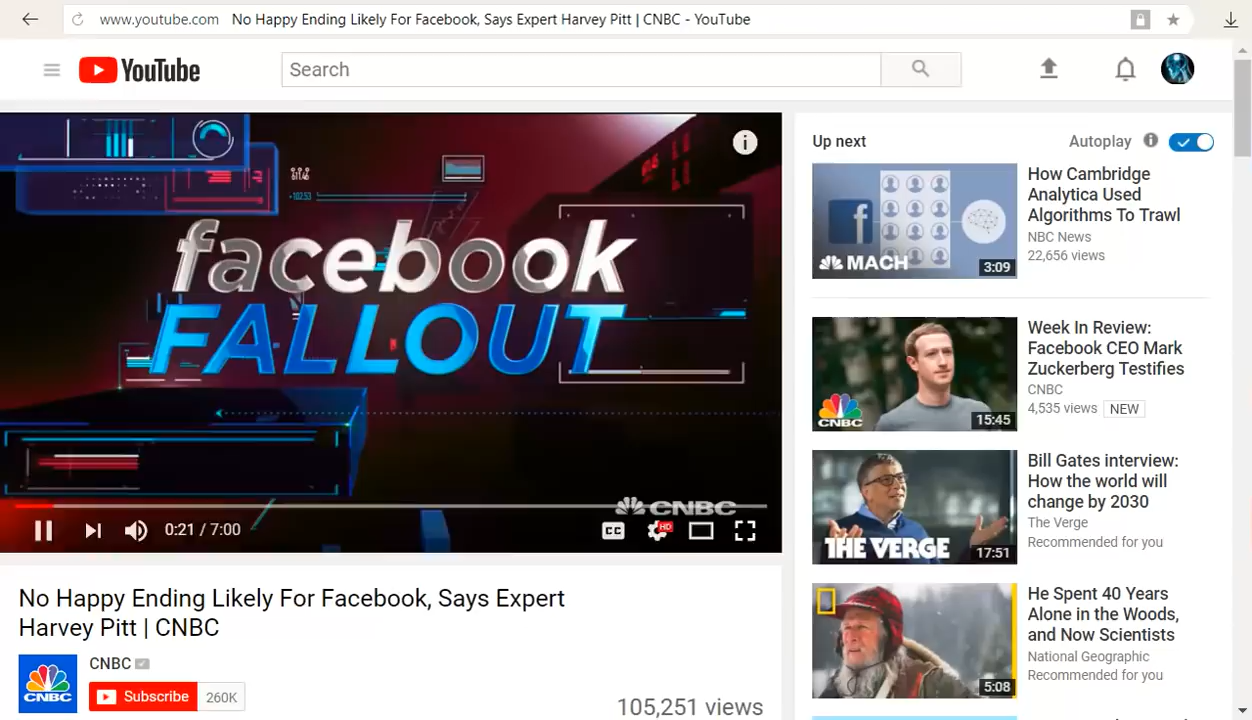 www.youtube.com No Happy Ending Likely For Facebook, Says Expert Harvey Pitt | CNBC - YouTube
YouTube
Search
facebook
FALLOUT
CNBC
CC
HD
0:21 / 7:00
No Happy Ending Likely For Facebook, Says Expert
Harvey Pitt | CNBC
CNBC
CNBC
Subscribe 260K
105,251 views
Up next
Autoplay
MACH
3:09
How Cambridge
Analytica Used
Algorithms To Trawl
NBC News
22,656 views
CNBC
15:45
Week In Review:
Facebook CEO Mark
Zuckerberg Testifies
CNBC
4,535 views NEW
THE VERGE
17:51
Bill Gates interview:
How the world will
change by 2030
The Verge
Recommended for you
5:08
He Spent 40 Years
Alone in the Woods,
and Now Scientists
National Geographic
Recommended for you